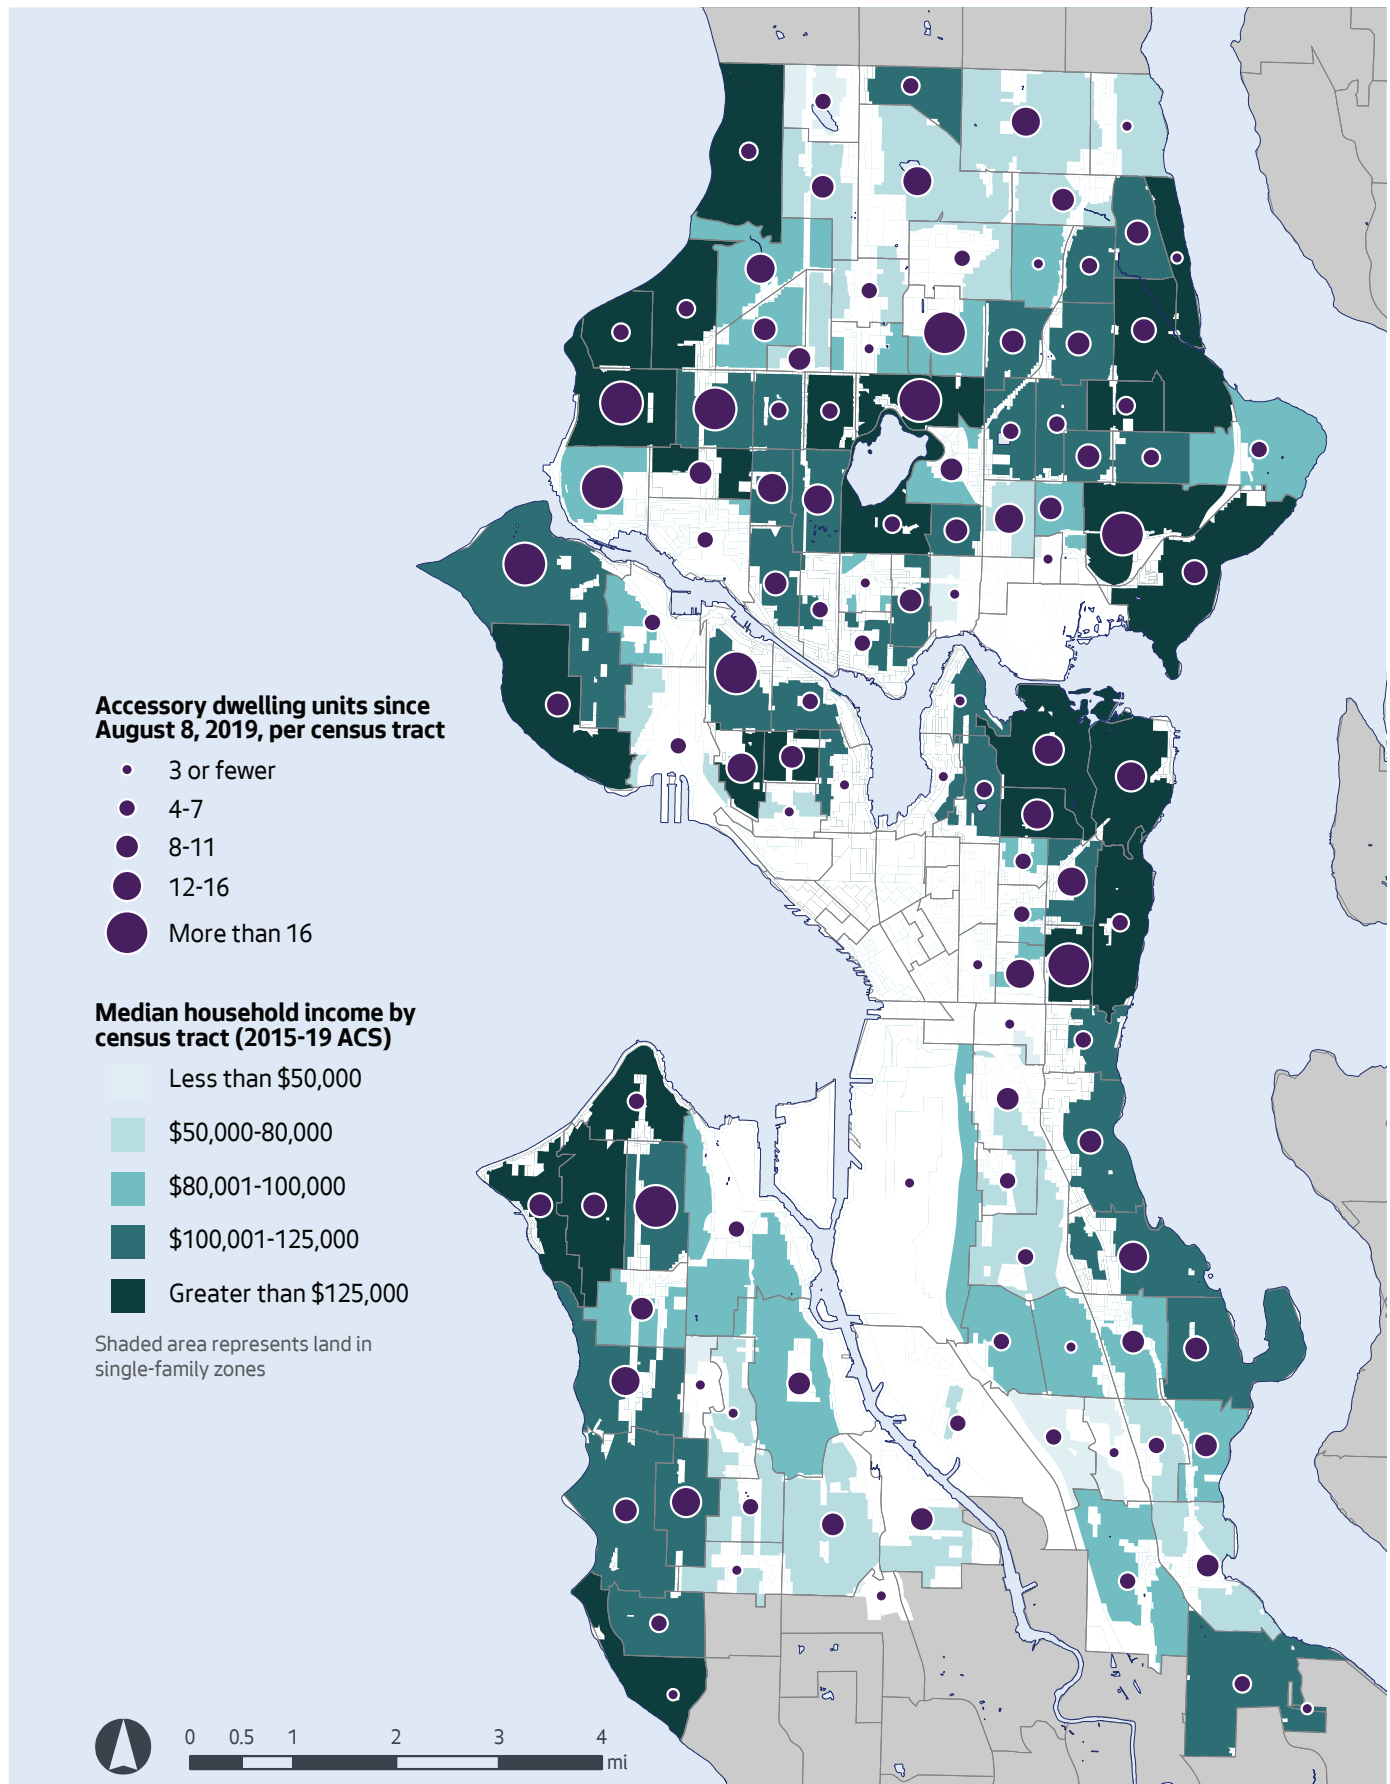 Accessory dwelling units since
August 8, 2019, per census tract
3 or fewer
4-7
8-11
12-16
More than 16
Median household income by
census tract (2015-19 ACS)
Less than $50,000
$50,000-80,000
$80,001-100,000
$100,001-125,000
Greater than $125,000
Shaded area represents land in
single-family zones
0 0.5 1 2 3 4
mi